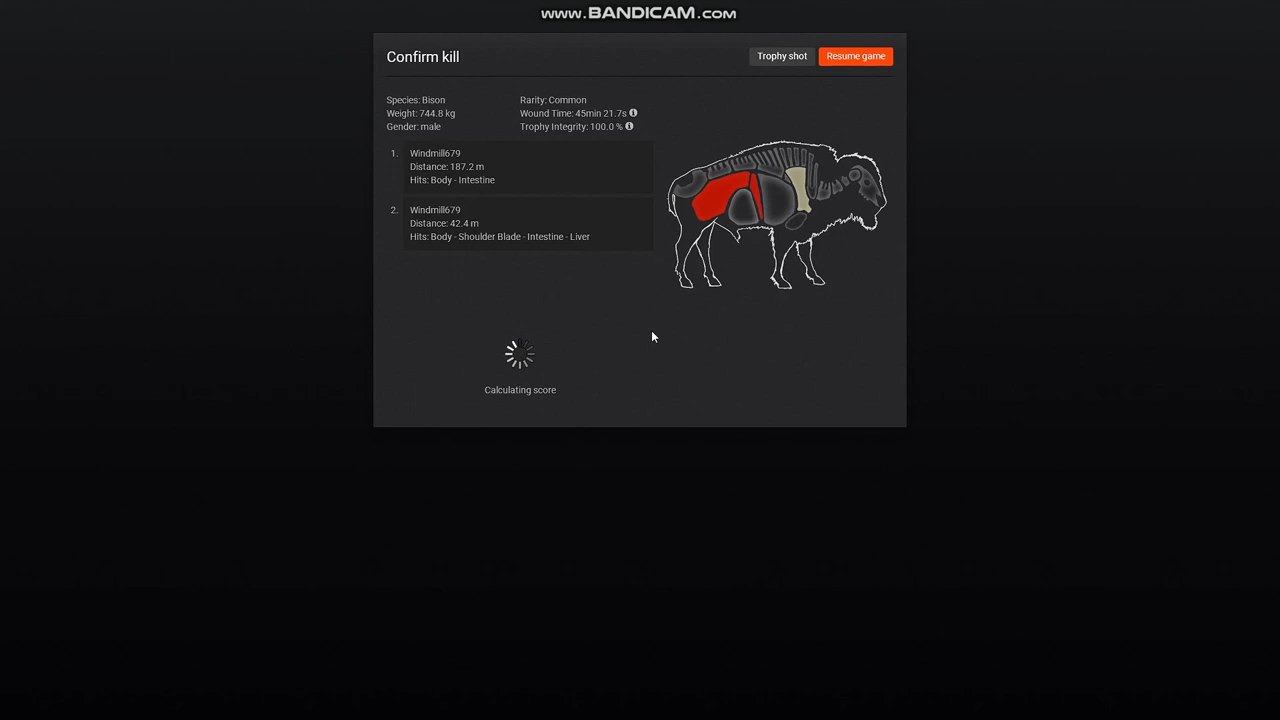 www.BANDICAM.com
Confirm kill
Trophy shot
Resume game
Species: Bison
Rarity: Common
Weight: 744.8 kg
Wound Time: 45min 21.7s
Gender: male
Trophy Integrity: 100.0 %
1.
Windmill679
Distance: 187.2 m
Hits: Body - Intestine
2.
Windmill679
Distance: 42.4 m
Hits: Body - Shoulder Blade - Intestine - Liver
Calculating score